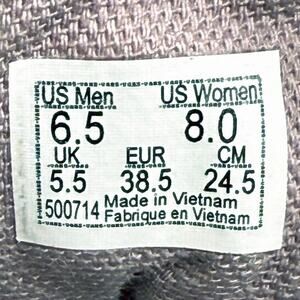 US Men US Women
6.5 8.0
UK EUR CM
5.5 38.5 24.5
500714 Made in Vietnam
Fabrique en Vietnam